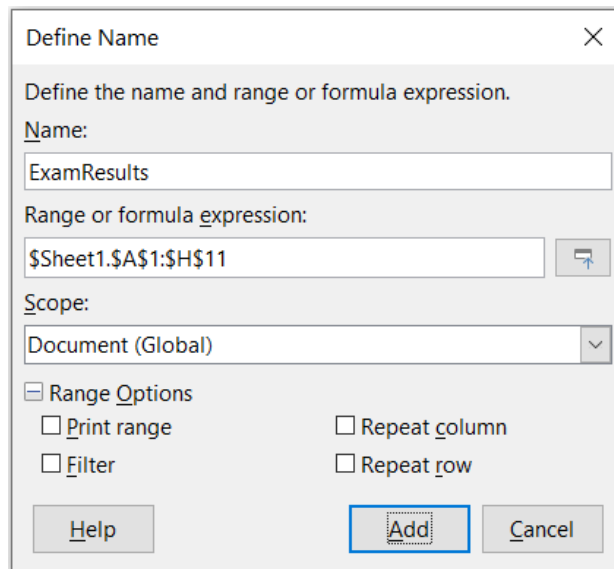 Define Name
Define the name and range or formula expression.
Name:
ExamResults
Range or formula expression:
$Sheet1.$A$1:$H$11
Scope:
Document (Global)
Range Options
Print range Repeat column
Filter Repeat row
Help Add Cancel